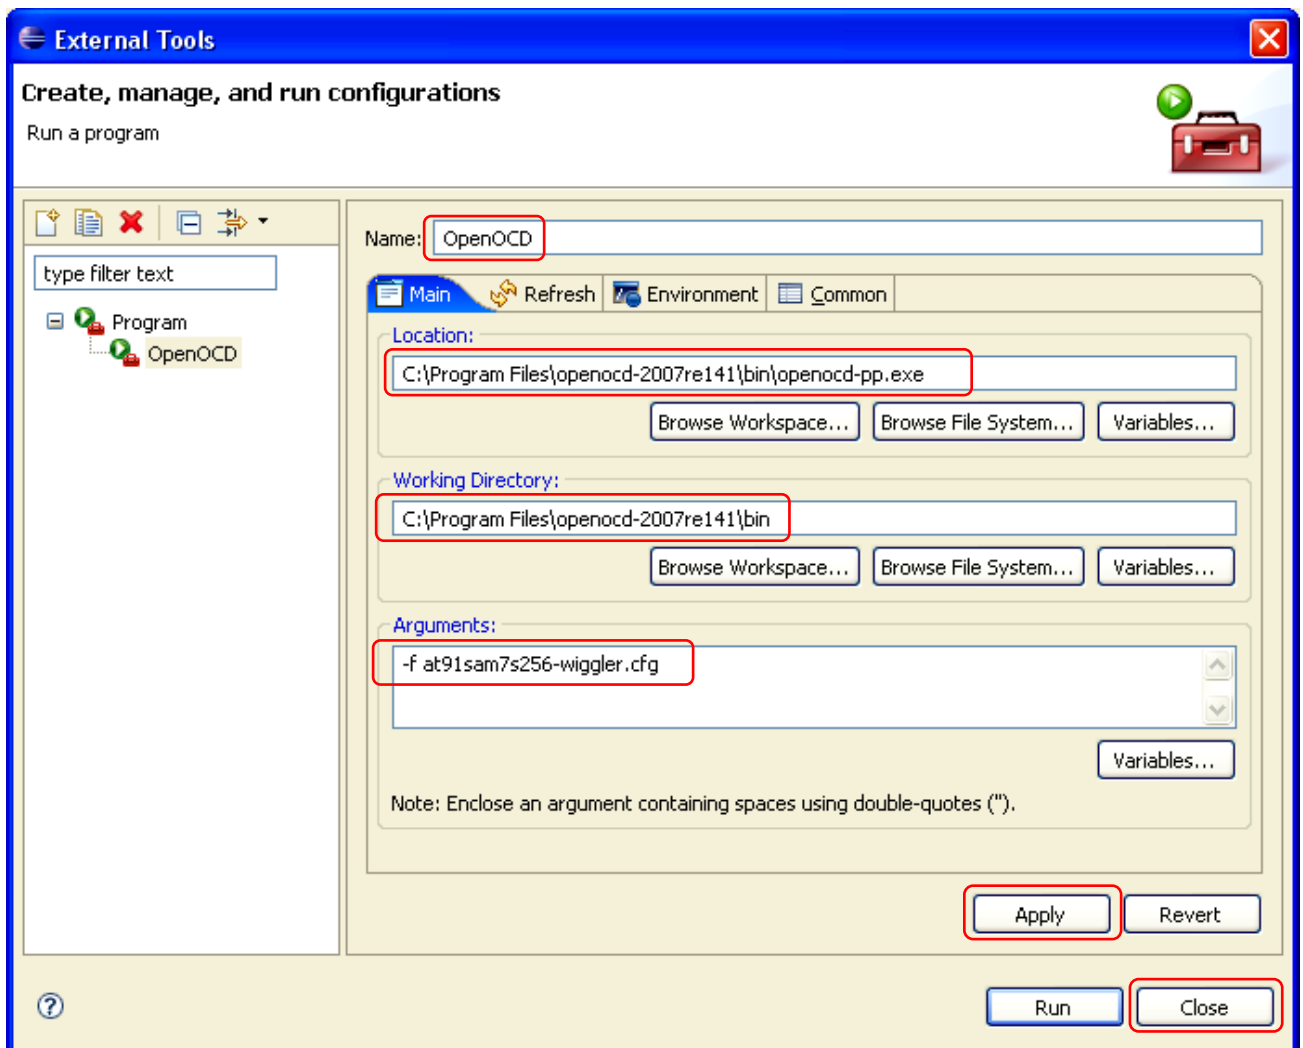 External Tools
Create, manage, and run configurations
Run a program
type filter text
Program
OpenOCD
Name: OpenOCD
Main Refresh Environment Common
Location:
C:\Program Files\openocd-2007re141\bin\openocd-pp.exe
Browse Workspace... Browse File System... Variables...
Working Directory:
C:\Program Files\openocd-2007re141\bin
Browse Workspace... Browse File System... Variables...
Arguments:
-f at91sam7s256-wiggler.cfg
Variables...
Note: Enclose an argument containing spaces using double-quotes (").
Apply Revert
Run Close